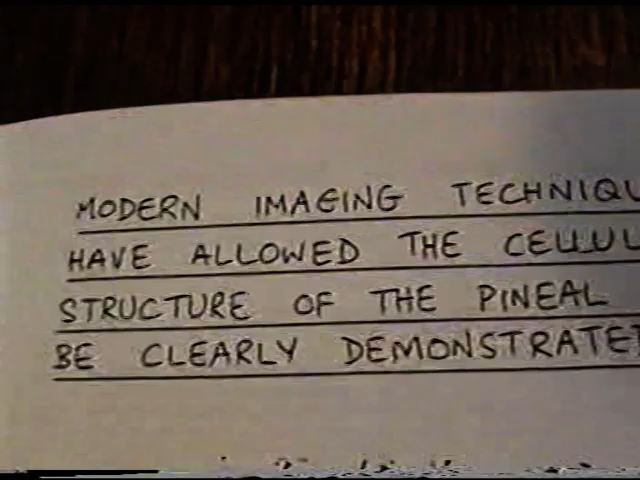 MODERN IMAGING TECHNIQU
HAVE ALLOWED THE CELLUL
STRUCTURE OF THE PINEAL
BE CLEARLY DEMONSTRATE